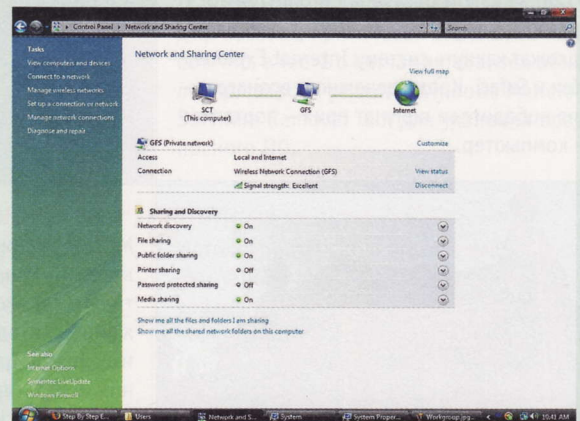 Control Panel ▸ Network and Sharing Center
Search
Tasks
View computers and devices
Connect to a network
Manage wireless networks
Set up a connection or network
Manage network connections
Diagnose and repair
See also
Internet Options
Symantec LiveUpdate
Windows Firewall
Network and Sharing Center
View full map
SCT
(This computer)
GFS
Internet
GFS (Private network)
Customize
Access Local and Internet
Connection Wireless Network Connection (GFS) View status
Signal strength: Excellent Disconnect
Sharing and Discovery
Network discovery On
File sharing On
Public folder sharing On
Printer sharing Off
Password protected sharing Off
Media sharing On
Show me all the files and folders I am sharing
Show me all the shared network folders on this computer
Step By Step E... Users Network and S... System System Proper... Workgroup.jpg... 10:41 AM